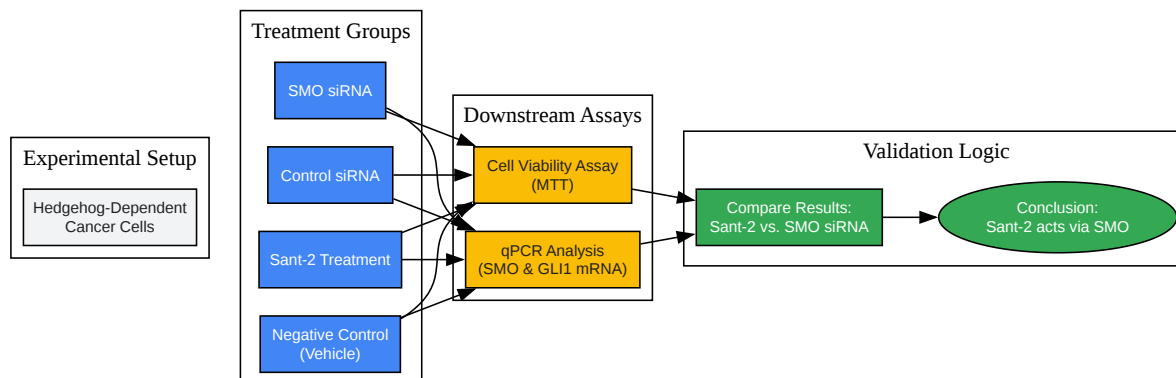 Experimental Setup
Hedgehog-Dependent
Cancer Cells
Treatment Groups
SMO siRNA
Control siRNA
Sant-2 Treatment
Negative Control
(Vehicle)
Downstream Assays
Cell Viability Assay
(MTT)
qPCR Analysis
(SMO & GLI1 mRNA)
Validation Logic
Compare Results:
Sant-2 vs. SMO siRNA
Conclusion:
Sant-2 acts via SMO